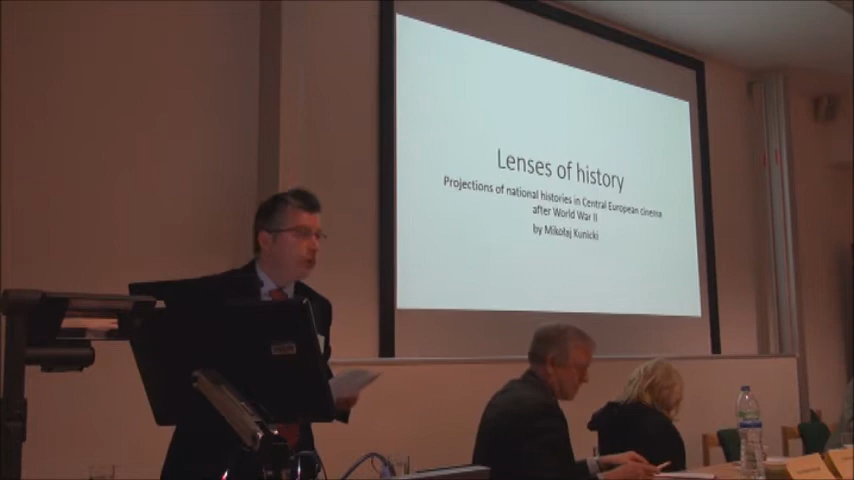 Lenses of history
Projections of national histories in Central European cinema
after World War II
by Mikołaj Kunicki